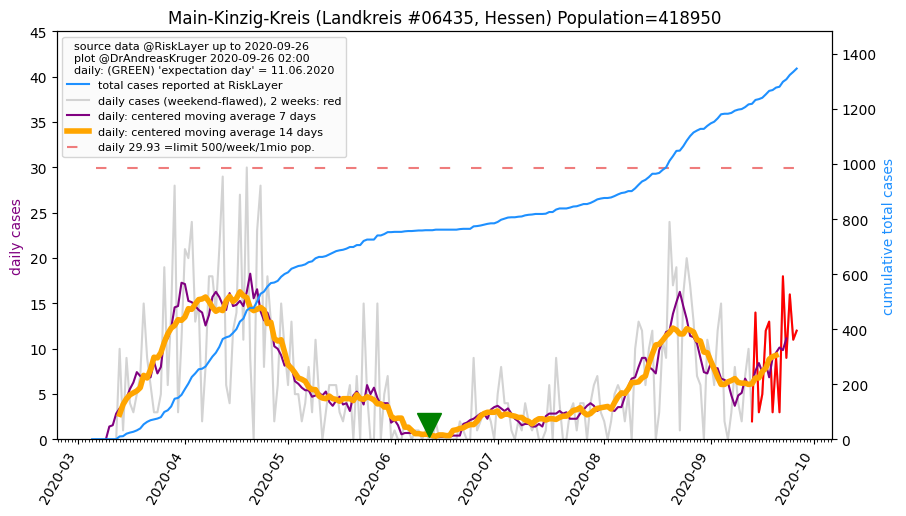 Main-Kinzig-Kreis (Landkreis #06435, Hessen) Population=418950
source data @RiskLayer up to 2020-09-26
plot @DrAndreasKruger 2020-09-26 02:00
daily: (GREEN) 'expectation day' = 11.06.2020
total cases reported at RiskLayer
daily cases (weekend-flawed), 2 weeks: red
daily: centered moving average 7 days
daily: centered moving average 14 days
daily 29.93 =limit 500/week/1mio pop.
daily cases
45
40
35
30
25
20
15
10
5
0
1400
1200
1000
800
600
400
200
0
cumulative total cases
2020-03
2020-04
2020-05
2020-06
2020-07
2020-08
2020-09
2020-10